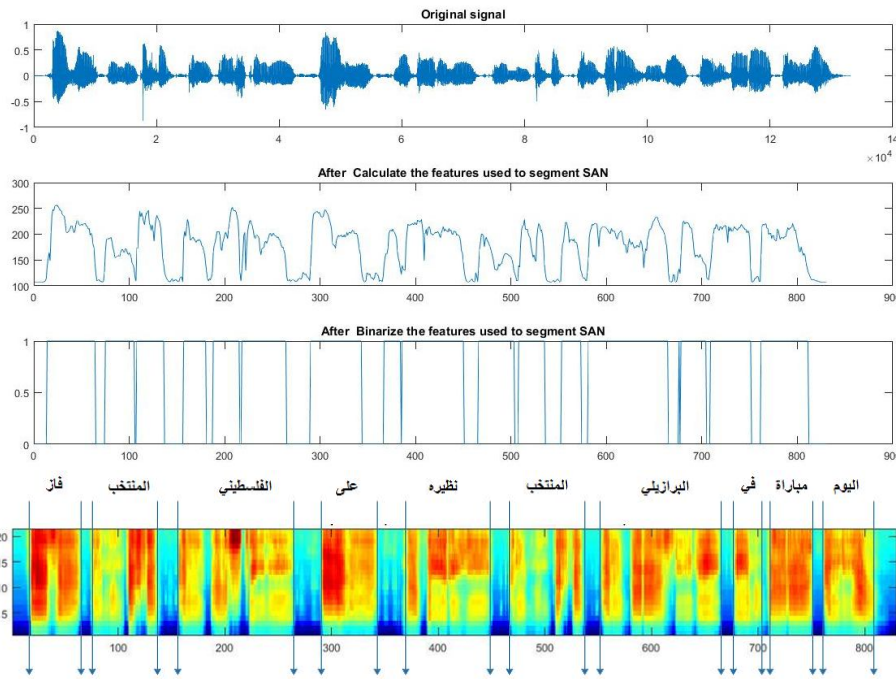 Original signal
1
0.5
0
-0.5
-1
0 2 4 6 8 10 12 14
×10⁴
After Calculate the features used to segment SAN
300
250
200
150
100
0 100 200 300 400 500 600 700 800 90
After Binarize the features used to segment SAN
1
0.5
0
0 100 200 300 400 500 600 700 800 90
فاز المنتخب الفلسطيني على نظيره المنتخب البرازيلي في مباراة اليوم
20
15
10
5
100 200 300 400 500 600 700 800